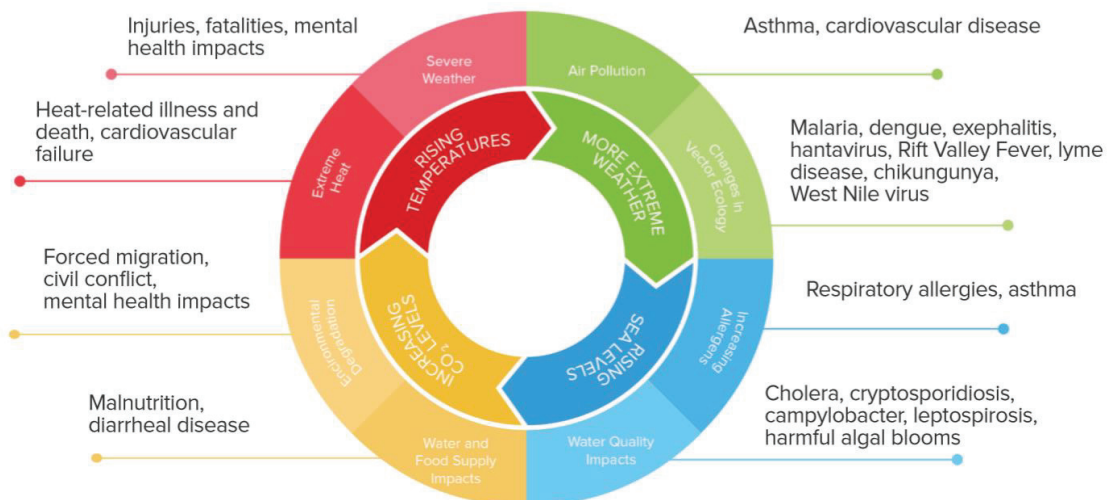 Injuries, fatalities, mental
health impacts
Severe
Weather
Air Pollution
Asthma, cardiovascular disease
Heat-related illness and
death, cardiovascular
failure
Extreme
Heat
RISING
TEMPERATURES
MORE EXTREME
WEATHER
Changes in
Vector Ecology
Malaria, dengue, exephalitis,
hantavirus, Rift Valley Fever, lyme
disease, chikungunya,
West Nile virus
Forced migration,
civil conflict,
mental health impacts
Encironmental
Degradation
INCREASING
CO₂ LEVELS
RISING
SEA LEVELS
Increasing
Allergens
Respiratory allergies, asthma
Malnutrition,
diarrheal disease
Water and
Food Supply
Impacts
Water Quality
Impacts
Cholera, cryptosporidiosis,
campylobacter, leptospirosis,
harmful algal blooms